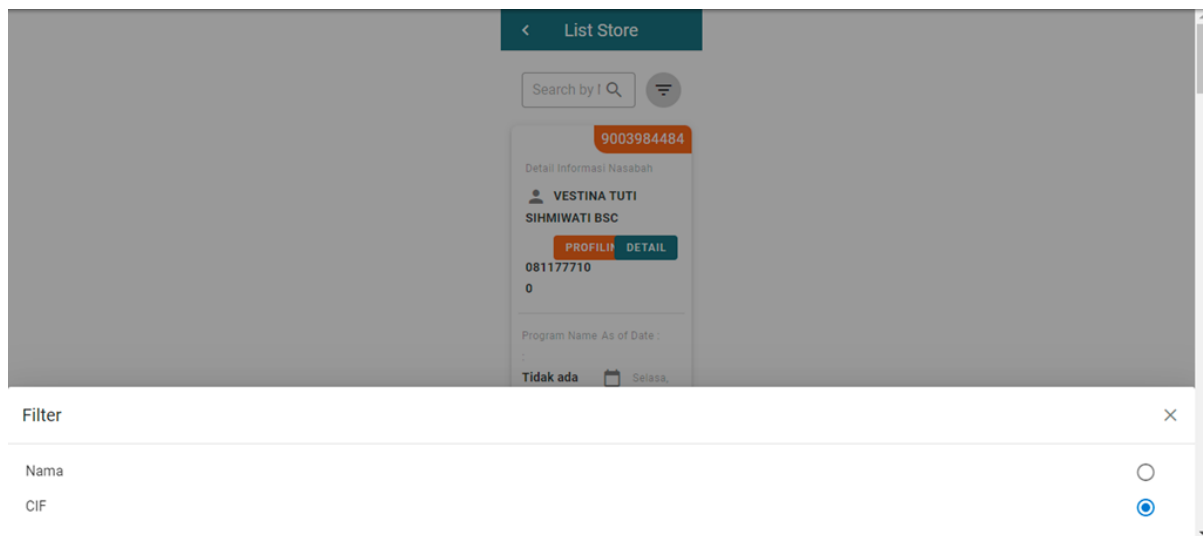 List Store
Search by
9003984484
Detail Informasi Nasabah
VESTINA TUTI
SIHMIWATI BSC
PROFILIN DETAIL
081177710
0
Program Name As of Date :
:
Tidak ada Selasa,
Filter
Nama
CIF